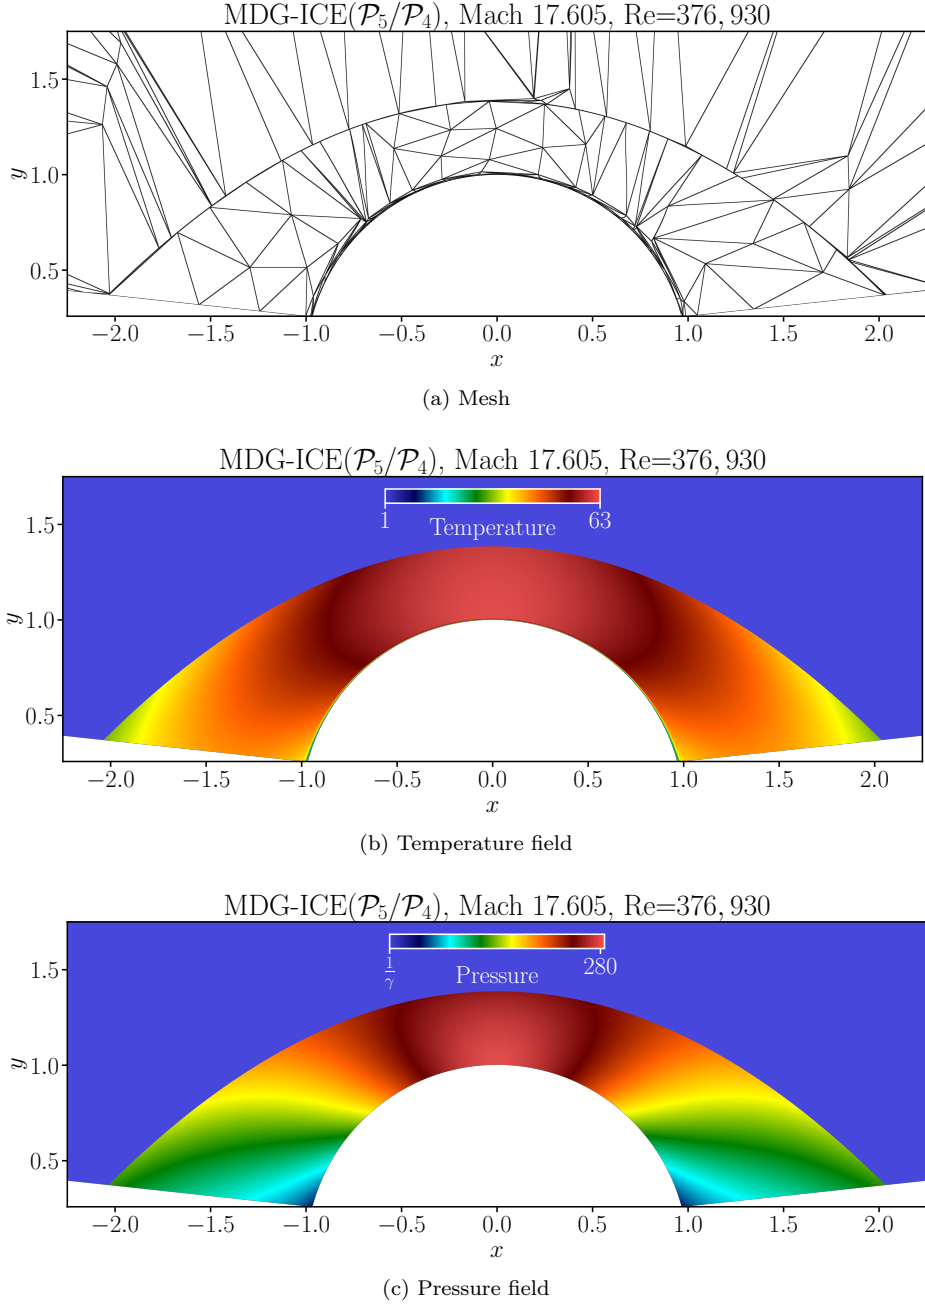 MDG-ICE(𝒫₅/𝒫₄), Mach 17.605, Re=376, 930
1.5
1.0
y
0.5
−2.0 −1.5 −1.0 −0.5 0.0 0.5 1.0 1.5 2.0
x
(a) Mesh
MDG-ICE(𝒫₅/𝒫₄), Mach 17.605, Re=376, 930
1 Temperature 63
1.5
1.0
y
0.5
−2.0 −1.5 −1.0 −0.5 0.0 0.5 1.0 1.5 2.0
x
(b) Temperature field
MDG-ICE(𝒫₅/𝒫₄), Mach 17.605, Re=376, 930
1/γ Pressure 280
1.5
1.0
y
0.5
−2.0 −1.5 −1.0 −0.5 0.0 0.5 1.0 1.5 2.0
x
(c) Pressure field